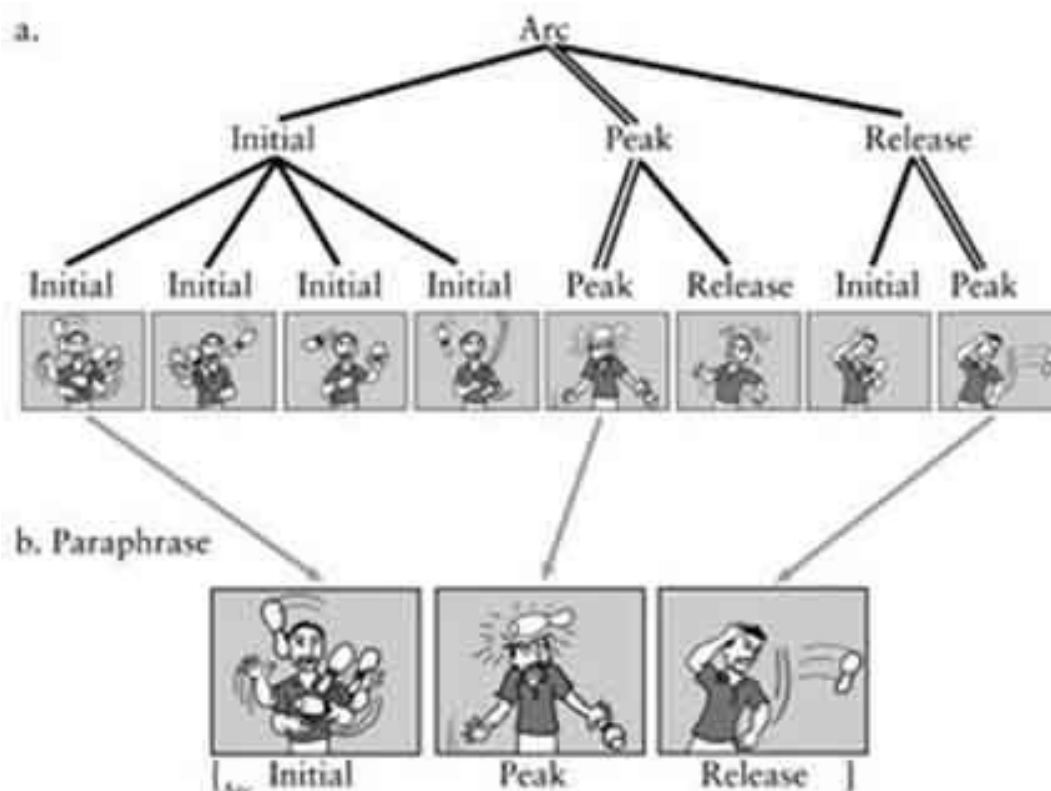 a.
Arc
Initial Peak Release
Initial Initial Initial Initial Peak Release Initial Peak
b. Paraphrase
[ Initial Peak Release ]